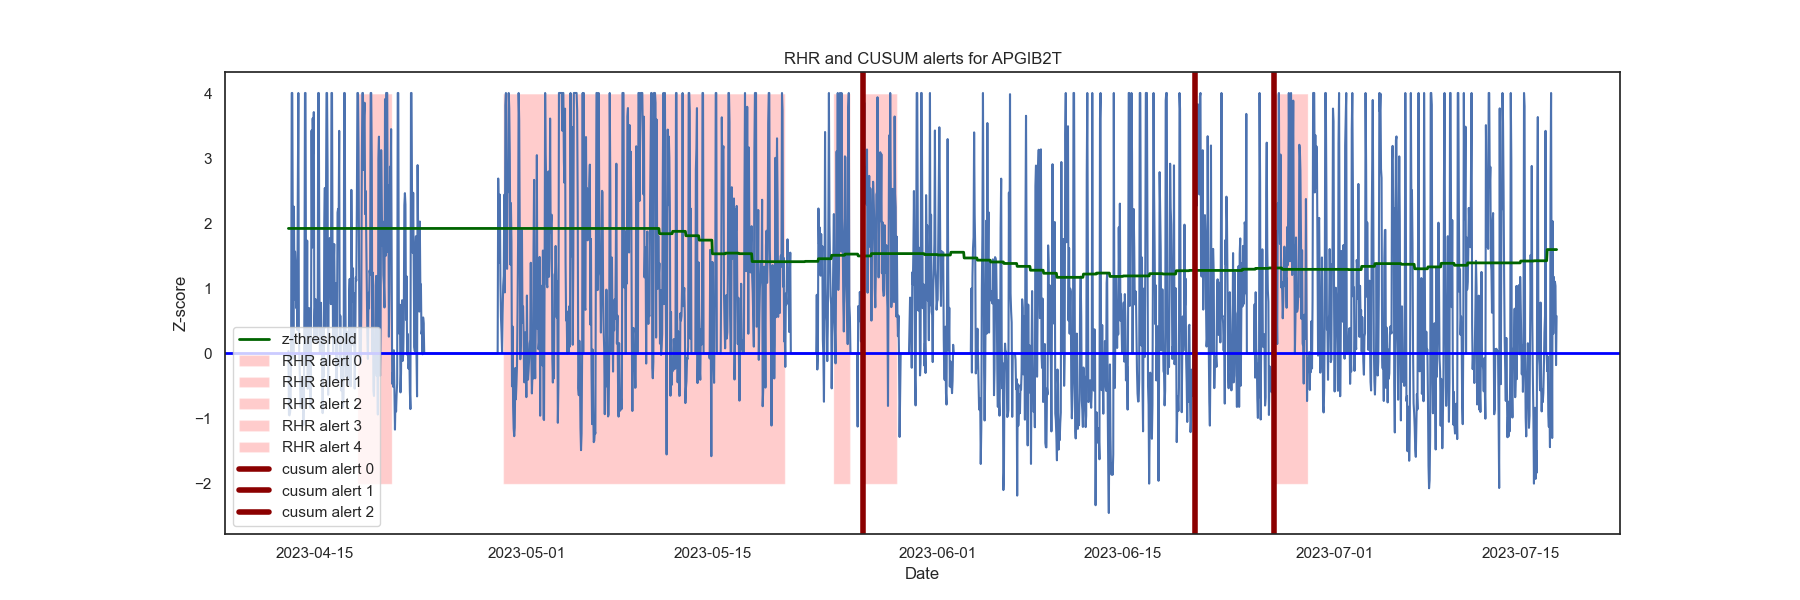 RHR and CUSUM alerts for APGIB2T
4
3
2
1
0
−1
−2
Z-score
z-threshold
RHR alert 0
RHR alert 1
RHR alert 2
RHR alert 3
RHR alert 4
cusum alert 0
cusum alert 1
cusum alert 2
2023-04-15 2023-05-01 2023-05-15 2023-06-01 2023-06-15 2023-07-01 2023-07-15
Date